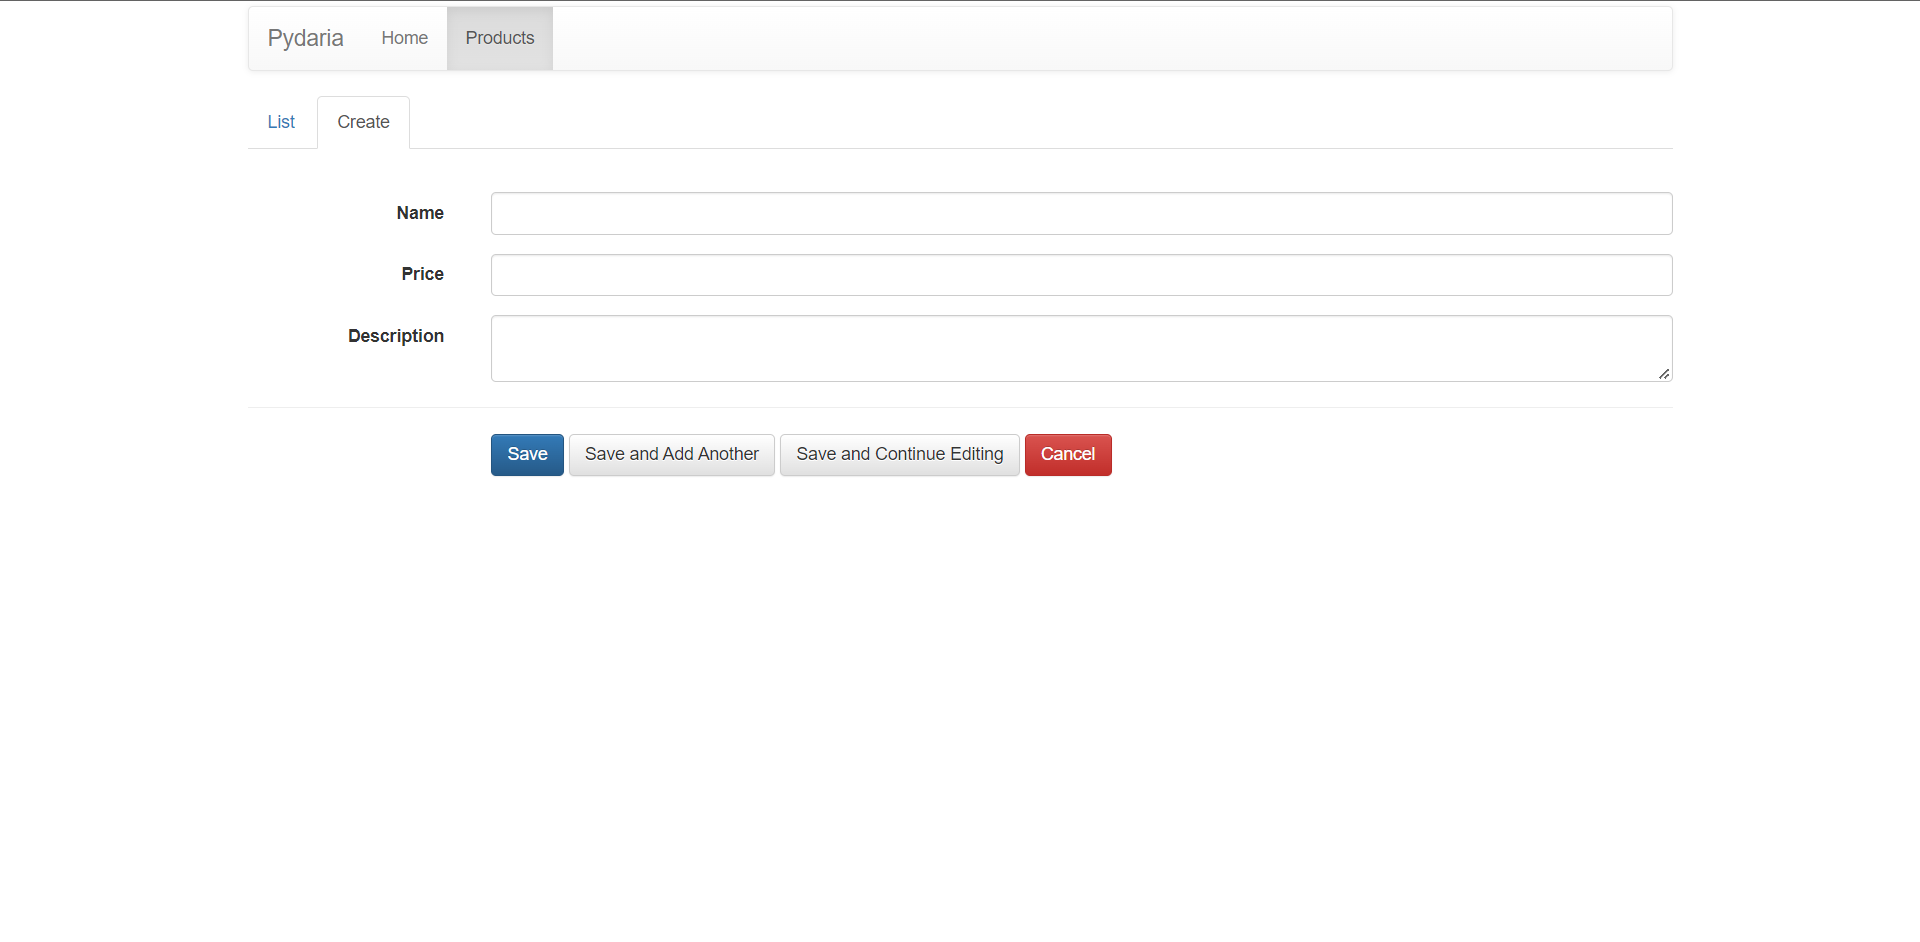 Pydaria Home Products
List Create
Name
Price
Description
Save Save and Add Another Save and Continue Editing Cancel